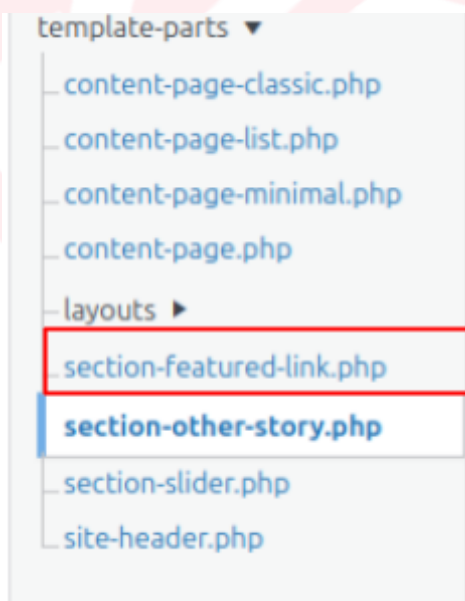 template-parts ▼
content-page-classic.php
content-page-list.php
content-page-minimal.php
content-page.php
layouts ▶
section-featured-link.php
section-other-story.php
section-slider.php
site-header.php